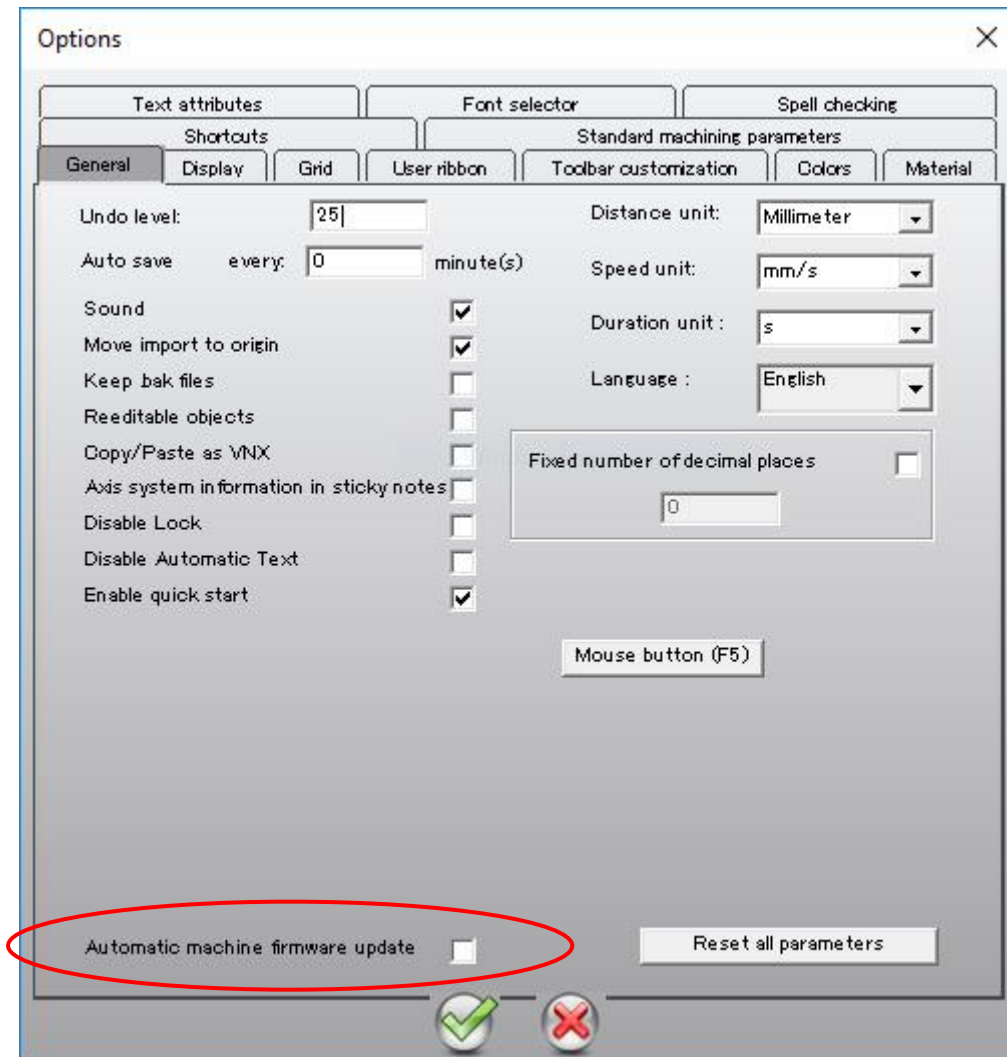 Options
Text attributes Font selector Spell checking
Shortcuts Standard machining parameters
General Display Grid User ribbon Toolbar customization Colors Material
Undo level: 25 Distance unit: Millimeter
Auto save every: 0 minute(s) Speed unit: mm/s
Sound Duration unit : s
Move import to origin
Keep .bak files Language : English
Reeditable objects
Copy/Paste as VNX Fixed number of decimal places
Axis system information in sticky notes 0
Disable Lock
Disable Automatic Text
Enable quick start
Mouse button (F5)
Automatic machine firmware update Reset all parameters